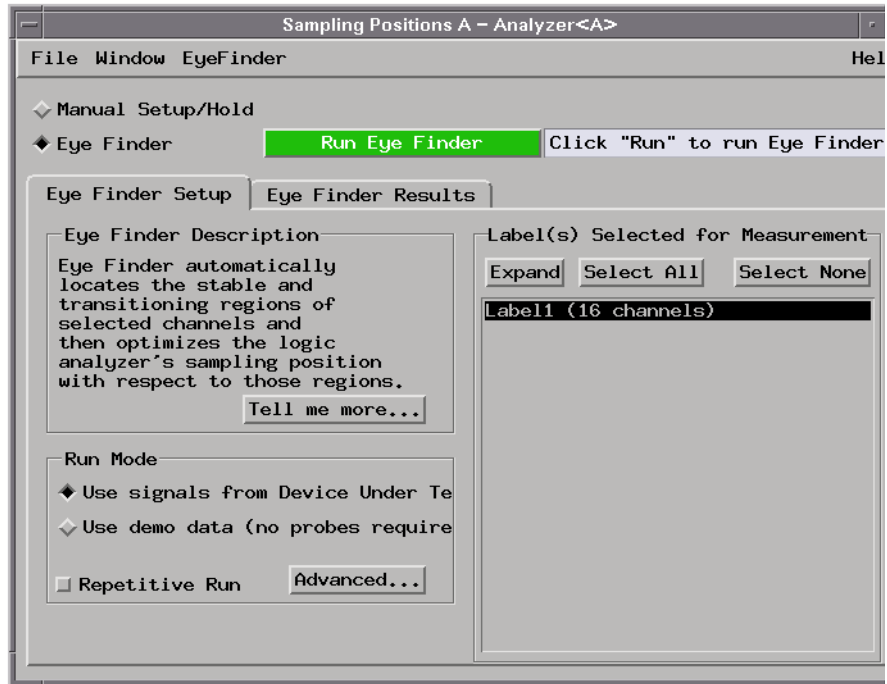 Sampling Positions A – Analyzer<A>
File Window EyeFinder Hel
Manual Setup/Hold
Eye Finder Run Eye Finder Click "Run" to run Eye Finder
Eye Finder Setup Eye Finder Results
Eye Finder Description
Eye Finder automatically
locates the stable and
transitioning regions of
selected channels and
then optimizes the logic
analyzer's sampling position
with respect to those regions.
Tell me more...
Run Mode
Use signals from Device Under Te
Use demo data (no probes require
Repetitive Run Advanced...
Label(s) Selected for Measurement
Expand Select All Select None
Label1 (16 channels)